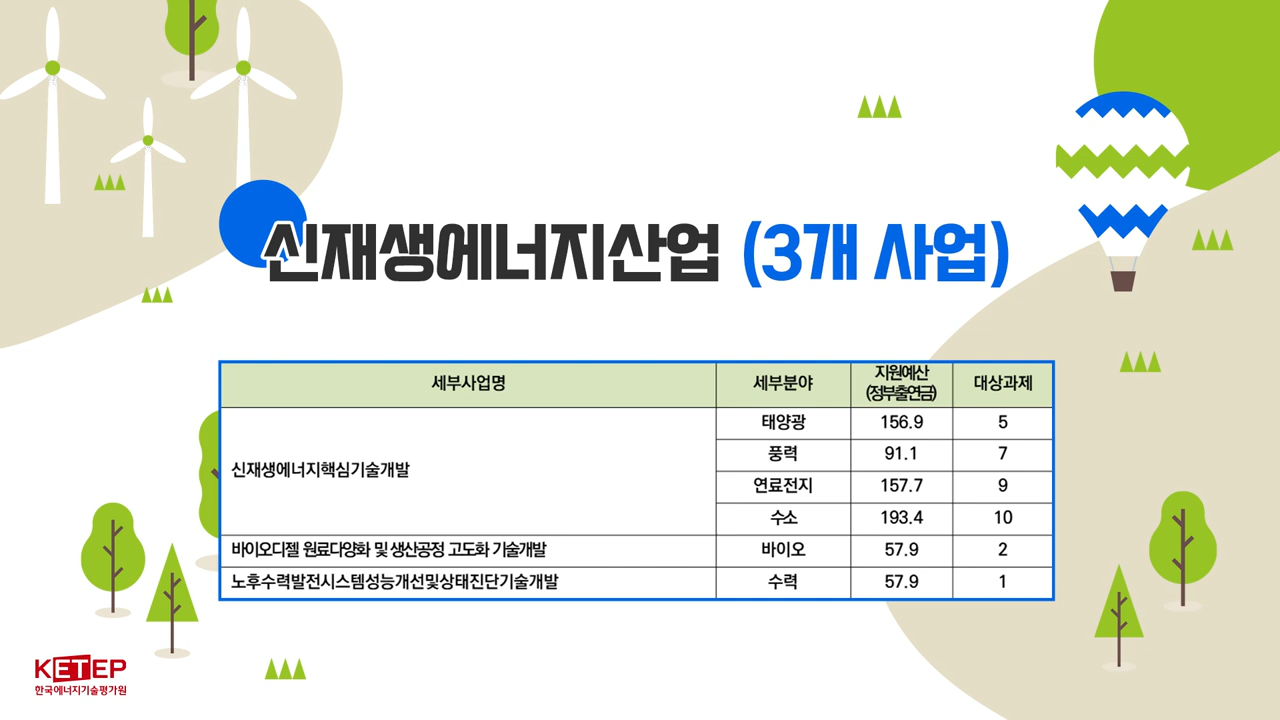 신재생에너지산업 (3개 사업)
세부사업명 세부분야 지원예산 (정부출연금) 대상과제
신재생에너지핵심기술개발 태양광 156.9 5
풍력 91.1 7
연료전지 157.7 9
수소 193.4 10
바이오디젤 원료다양화 및 생산공정 고도화 기술개발 바이오 57.9 2
노후수력발전시스템성능개선및상태진단기술개발 수력 57.9 1
KETEP
한국에너지기술평가원